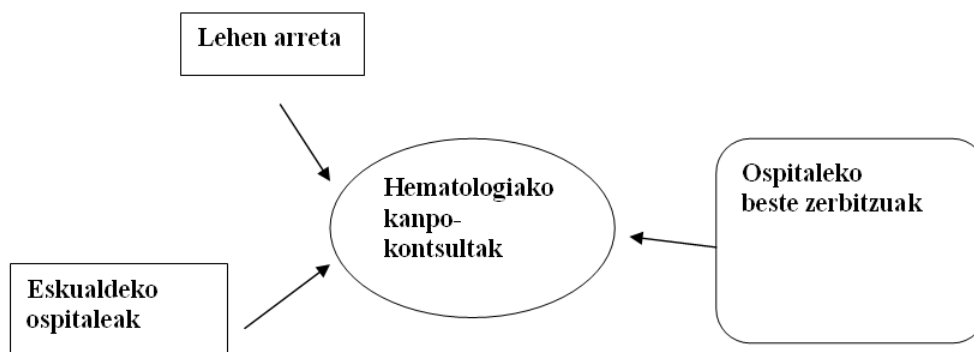 Lehen arreta
Hematologiako
kanpo-
kontsultak
Ospitaleko
beste zerbitzuak
Eskualdeko
ospitaleak